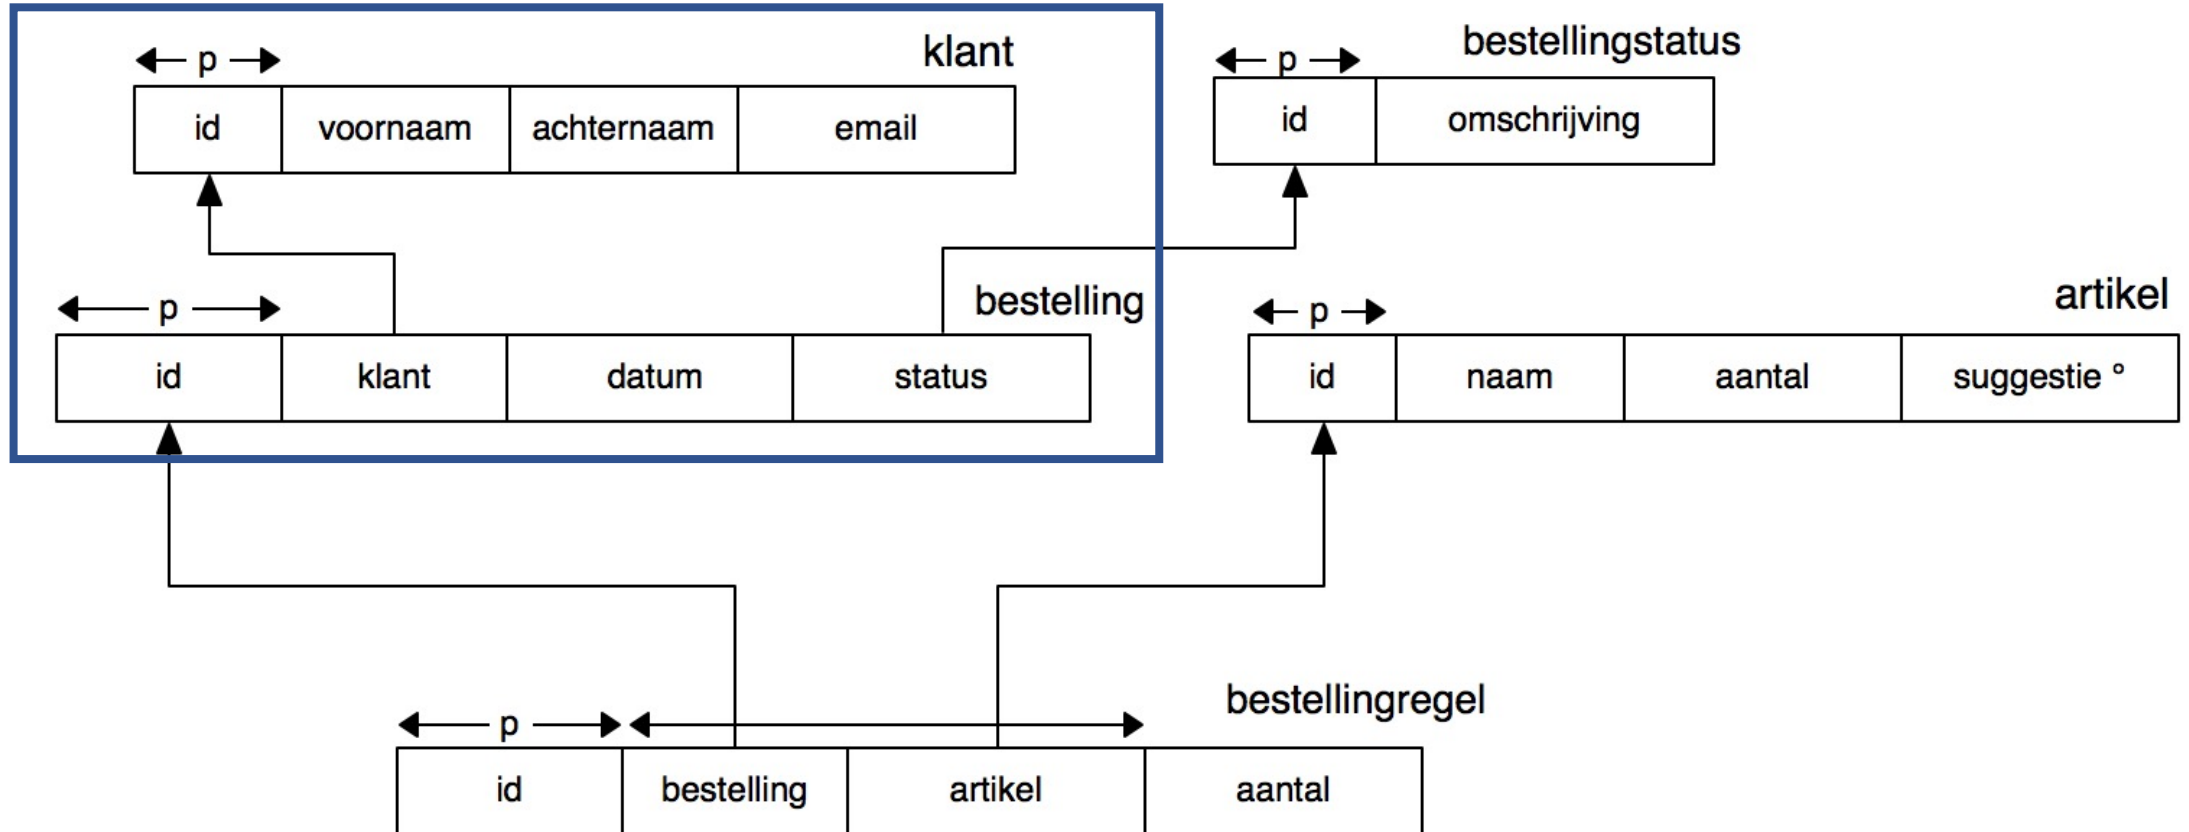 klant
p
id voornaam achternaam email
bestellingstatus
p
id omschrijving
bestelling
p
id klant datum status
artikel
p
id naam aantal suggestie °
bestellingregel
p
id bestelling artikel aantal